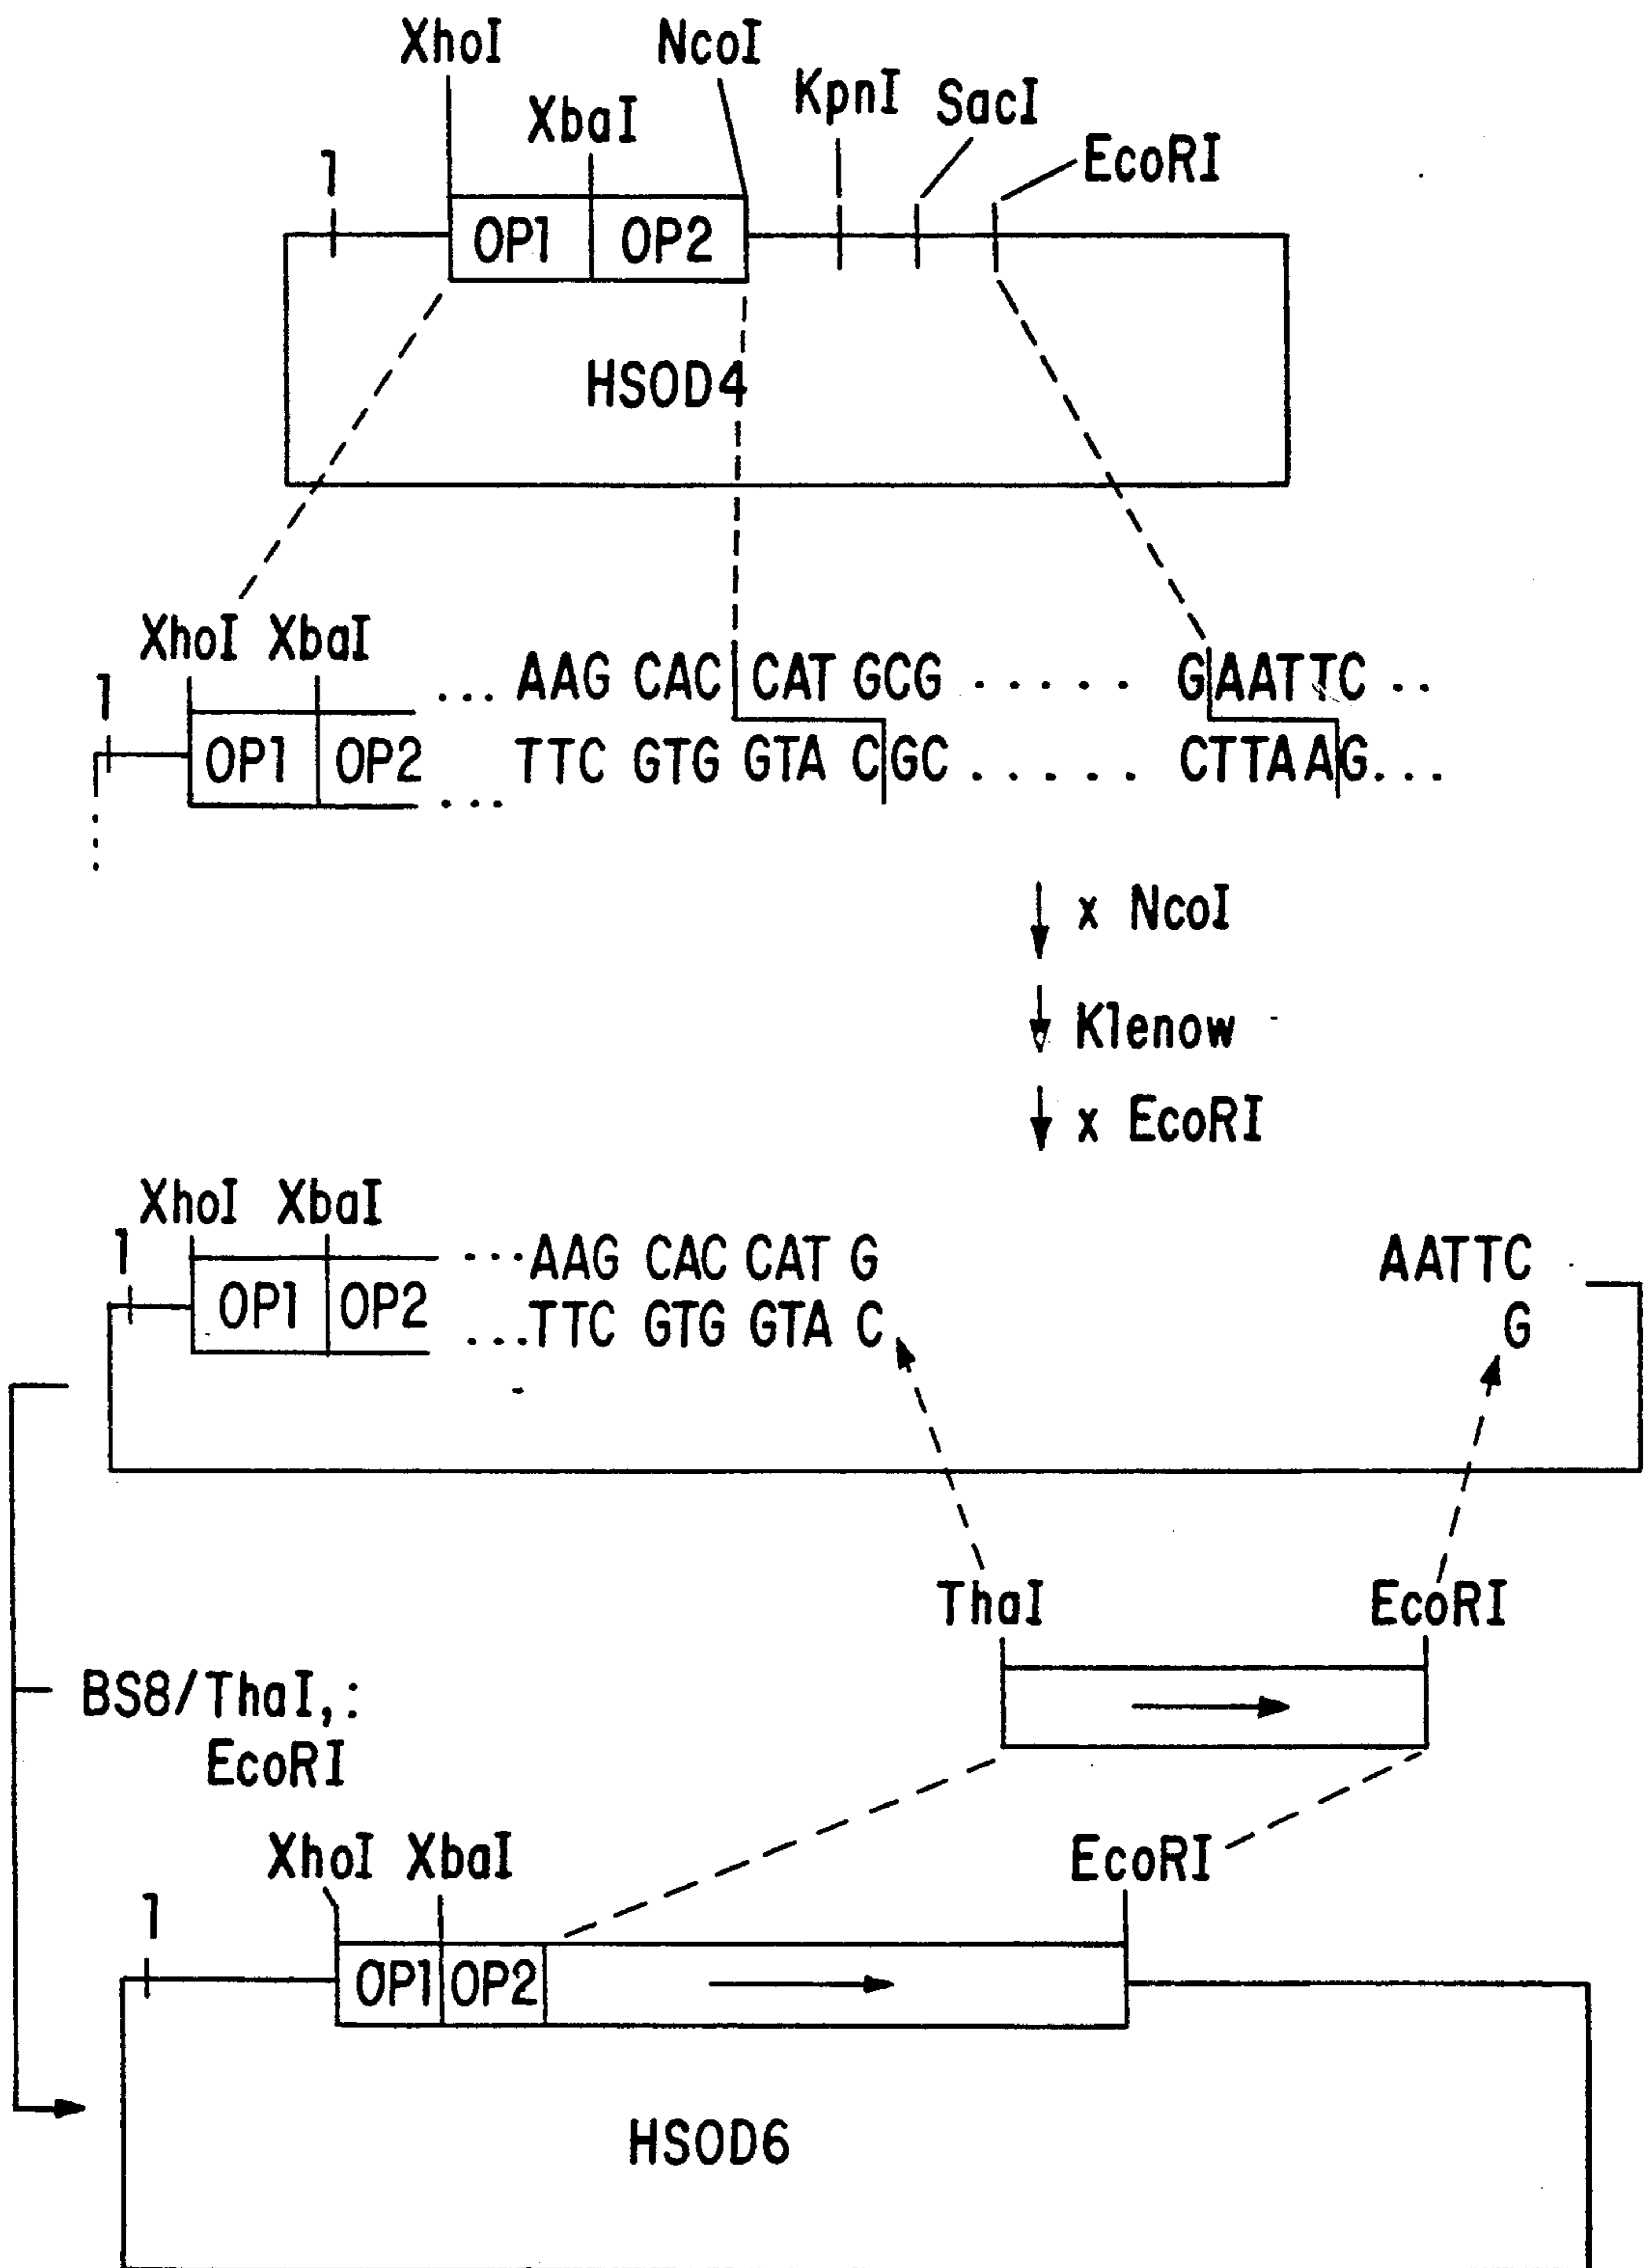 XhoI NcoI
XbaI KpnI SacI
1 EcoRI
OP1 OP2
HSOD4
XhoI XbaI
1 ... AAG CAC CAT GCG ..... GAATTC ..
OP1 OP2 TTC GTG GTA CGC ..... CTTAAG...
...
x NcoI
Klenow
x EcoRI
XhoI XbaI
1 ...AAG CAC CAT G AATTC
OP1 OP2 ...TTC GTG GTA C G
ThaI EcoRI
BS8/ThaI,:
EcoRI
XhoI XbaI EcoRI
1
OP1 OP2
HSOD6